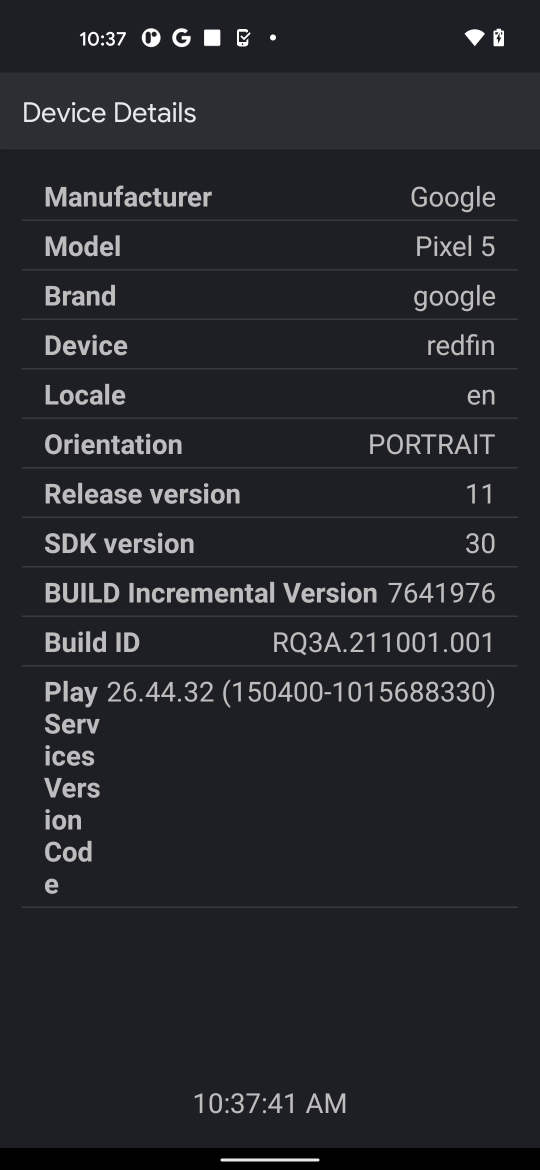 10:37
Device Details
Manufacturer Google
Model Pixel 5
Brand google
Device redfin
Locale en
Orientation PORTRAIT
Release version 11
SDK version 30
BUILD Incremental Version 7641976
Build ID RQ3A.211001.001
Play 26.44.32 (150400-1015688330)
Serv
ices
Vers
ion
Cod
e
10:37:41 AM